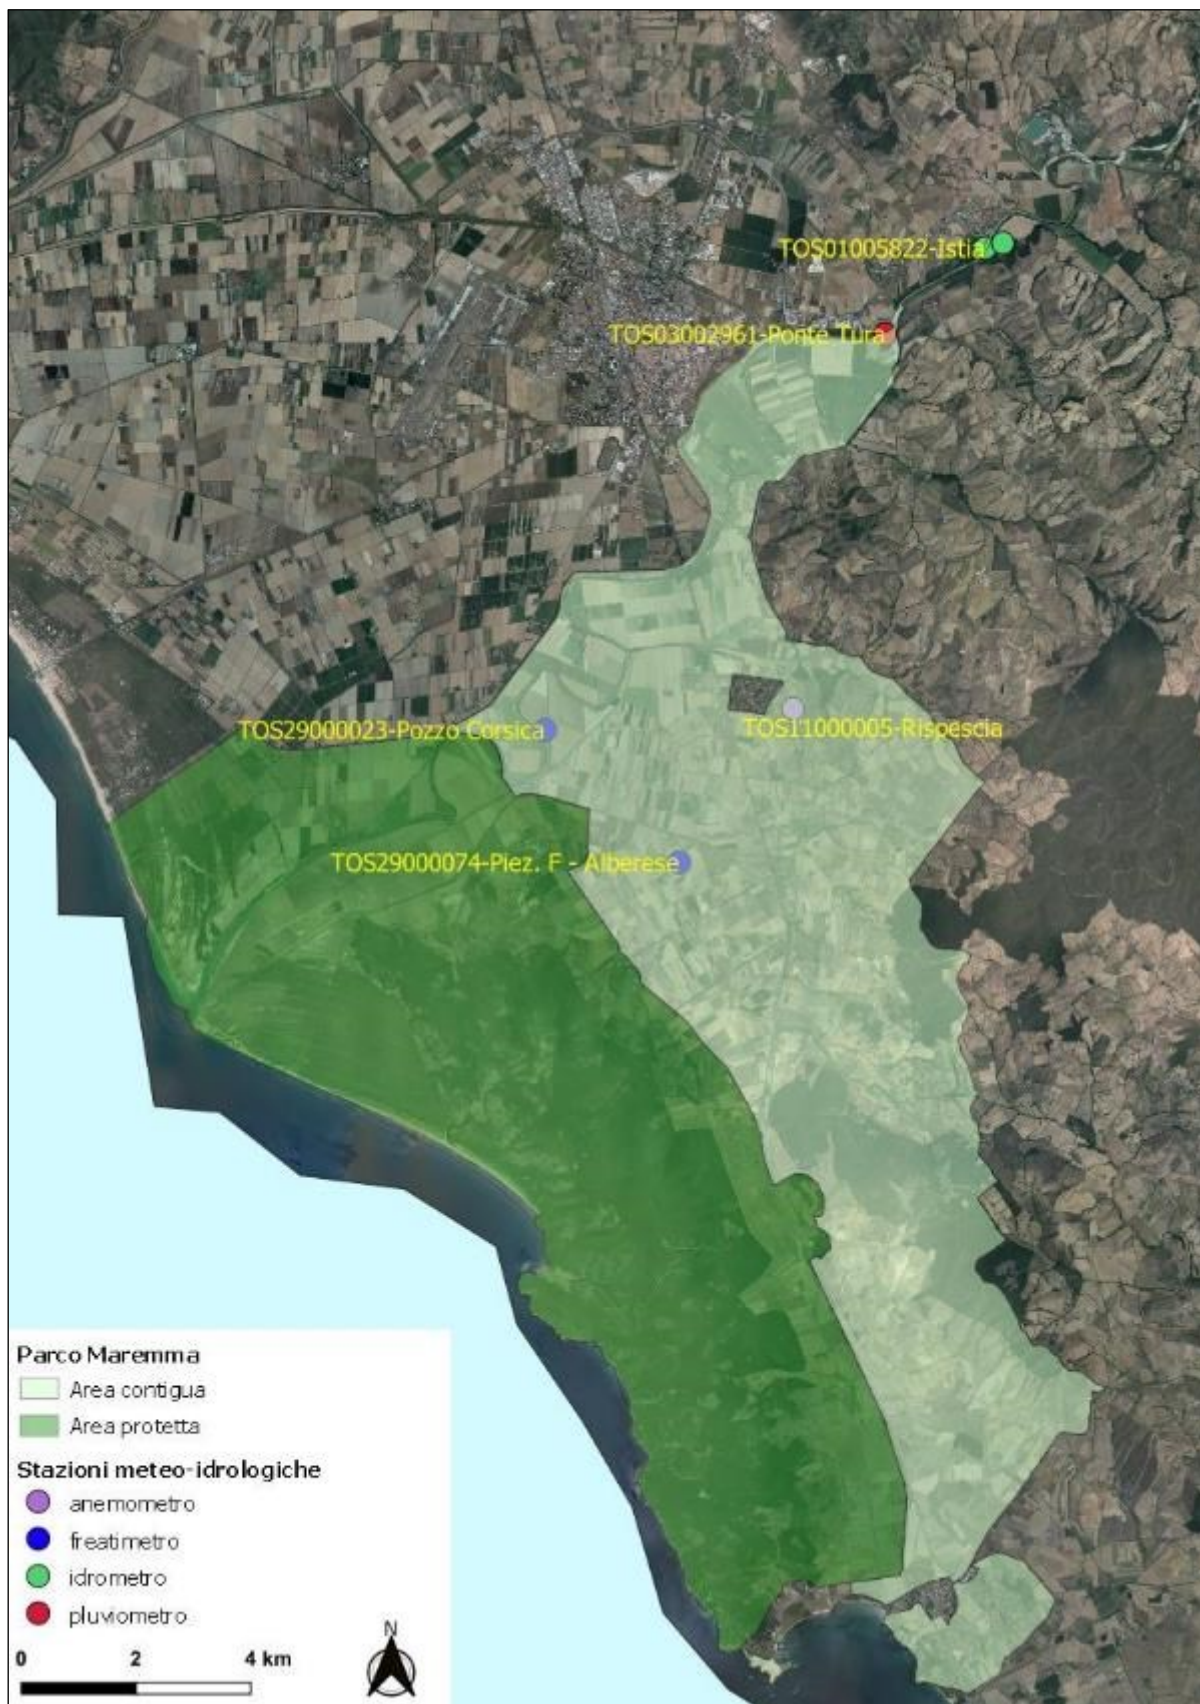 TOS01005822-Istia
TOS03002961-Ponte Tura
TOS29000023-Pozzo Corsica
TOS11000005-Rispescia
TOS29000074-Piez. F - Alberese
Parco Maremma
Area contigua
Area protetta
Stazioni meteo-idrologiche
anemometro
freatimetro
idrometro
pluviometro
N
0 2 4 km